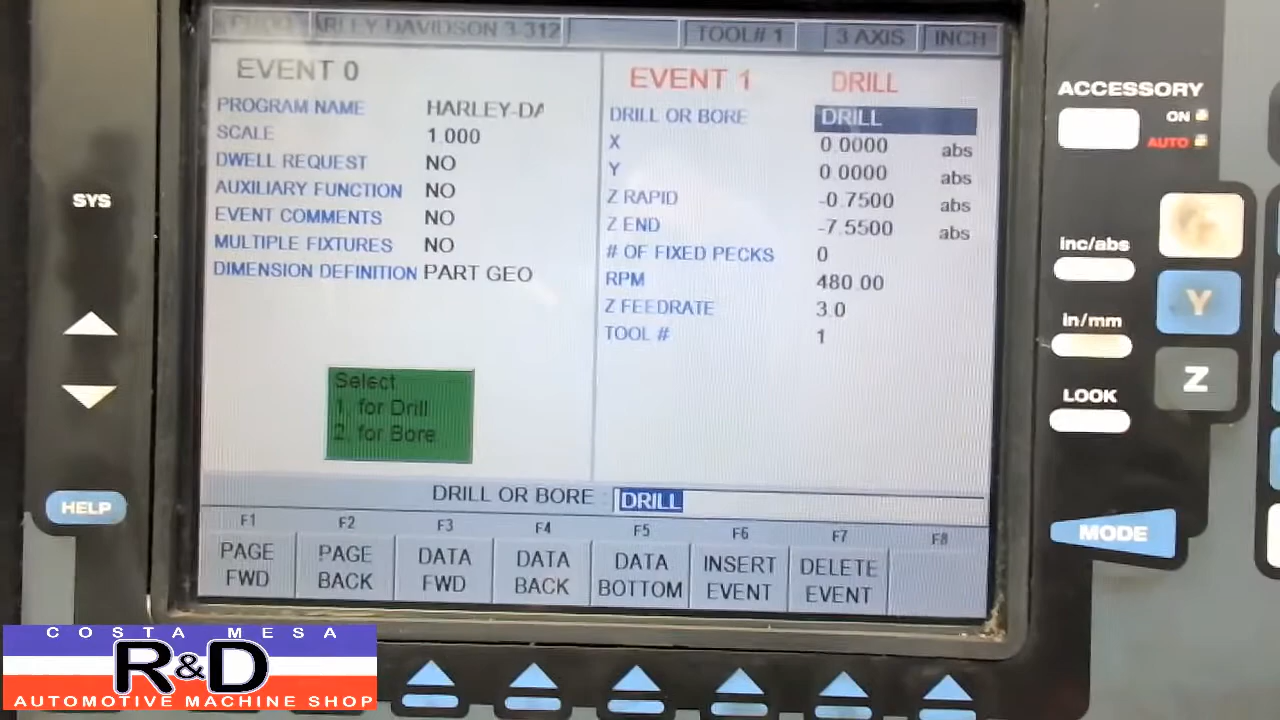 RLEY-DAVIDSON 3-312 TOOL# 1 3 AXIS INCH
EVENT 0
PROGRAM NAME HARLEY-DA
SCALE 1.000
DWELL REQUEST NO
AUXILIARY FUNCTION NO
EVENT COMMENTS NO
MULTIPLE FIXTURES NO
DIMENSION DEFINITION PART GEO
Select
1. for Drill
2. for Bore
EVENT 1 DRILL
DRILL OR BORE DRILL
X 0.0000 abs
Y 0.0000 abs
Z RAPID -0.7500 abs
Z END -7.5500 abs
# OF FIXED PECKS 0
RPM 480.00
Z FEEDRATE 3.0
TOOL # 1
DRILL OR BORE : DRILL
F1 F2 F3 F4 F5 F6 F7 F8
PAGE FWD
PAGE BACK
DATA FWD
DATA BACK
DATA BOTTOM
INSERT EVENT
DELETE EVENT
SYS
HELP
ACCESSORY
ON
AUTO
inc/abs
in/mm
LOOK
Y
Z
MODE
COSTA MESA
R&D
AUTOMOTIVE MACHINE SHOP